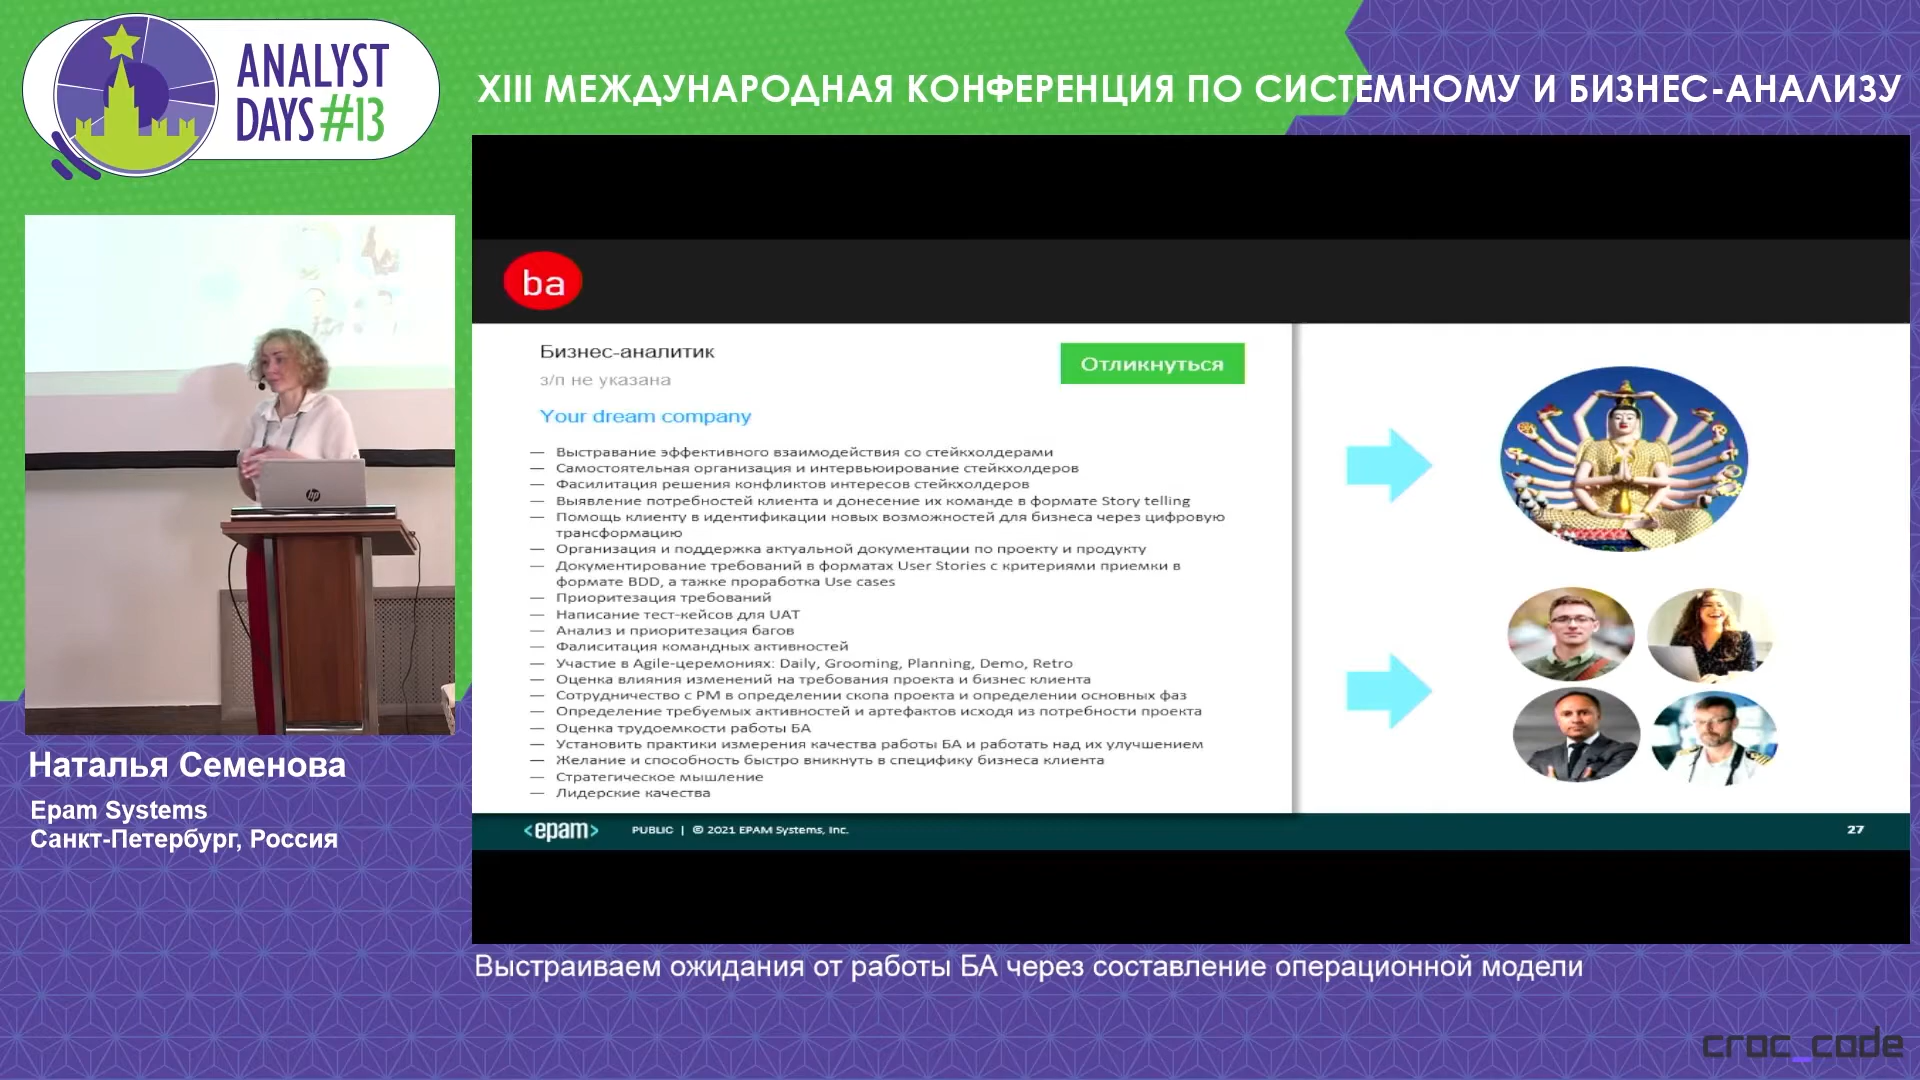 ANALYST
DAYS #13
XIII МЕЖДУНАРОДНАЯ КОНФЕРЕНЦИЯ ПО СИСТЕМНОМУ И БИЗНЕС-АНАЛИЗУ
ba
Бизнес-аналитик
з/п не указана
Отликнуться
Your dream company
— Выстравание эффективного взаимодействия со стейкхолдерами
— Самостоятельная организация и интервьюирование стейкхолдеров
— Фасилитация решения конфликтов интересов стейкхолдеров
— Выявление потребностей клиента и донесение их команде в формате Story telling
— Помощь клиенту в идентификации новых возможностей для бизнеса через цифровую
трансформацию
— Организация и поддержка актуальной документации по проекту и продукту
— Документирование требований в форматах User Stories с критериями приемки в
формате BDD, а тажке проработка Use cases
— Приоритезация требований
— Написание тест-кейсов для UAT
— Анализ и приоритезация багов
— Фалиситация командных активностей
— Участие в Agile-церемониях: Daily, Grooming, Planning, Demo, Retro
— Оценка влияния изменений на требования проекта и бизнес клиента
— Сотрудничество с PM в определении скопа проекта и определении основных фаз
— Определение требуемых активностей и артефактов исходя из потребности проекта
— Оценка трудоемкости работы БА
— Установить практики измерения качества работы БА и работать над их улучшением
— Желание и способность быстро вникнуть в специфику бизнеса клиента
— Стратегическое мышление
— Лидерские качества
<epam> PUBLIC | © 2021 EPAM Systems, Inc. 27
hp
Наталья Семенова
Epam Systems
Санкт-Петербург, Россия
Выстраиваем ожидания от работы БА через составление операционной модели
croc_code